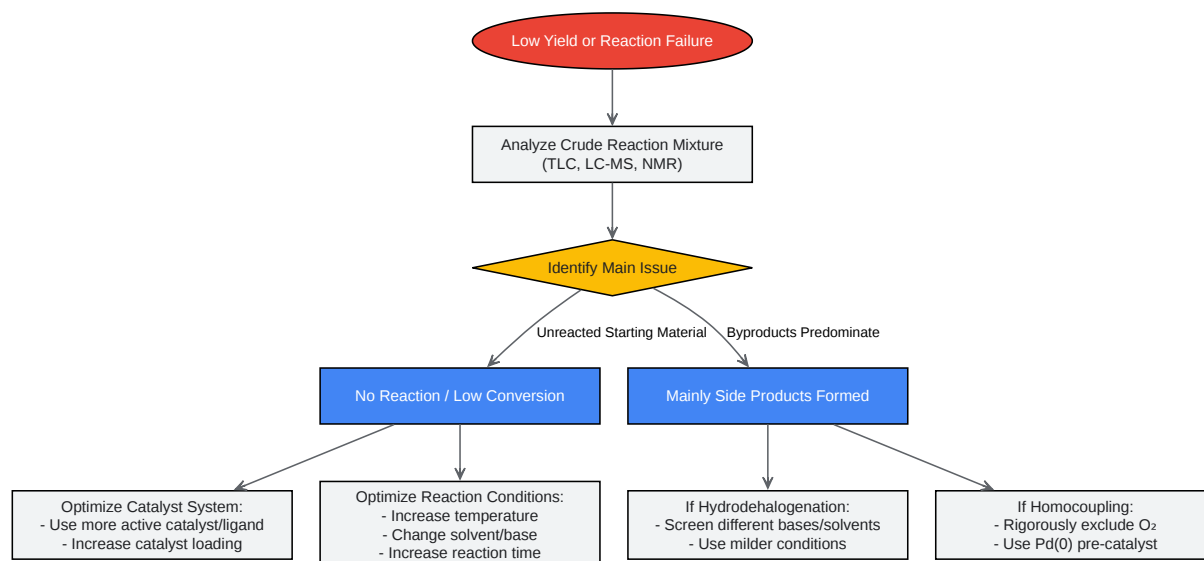 Low Yield or Reaction Failure
Analyze Crude Reaction Mixture
(TLC, LC-MS, NMR)
Identify Main Issue
Unreacted Starting Material
Byproducts Predominate
No Reaction / Low Conversion
Mainly Side Products Formed
Optimize Catalyst System:
- Use more active catalyst/ligand
- Increase catalyst loading
Optimize Reaction Conditions:
- Increase temperature
- Change solvent/base
- Increase reaction time
If Hydrodehalogenation:
- Screen different bases/solvents
- Use milder conditions
If Homocoupling:
- Rigorously exclude O₂
- Use Pd(0) pre-catalyst